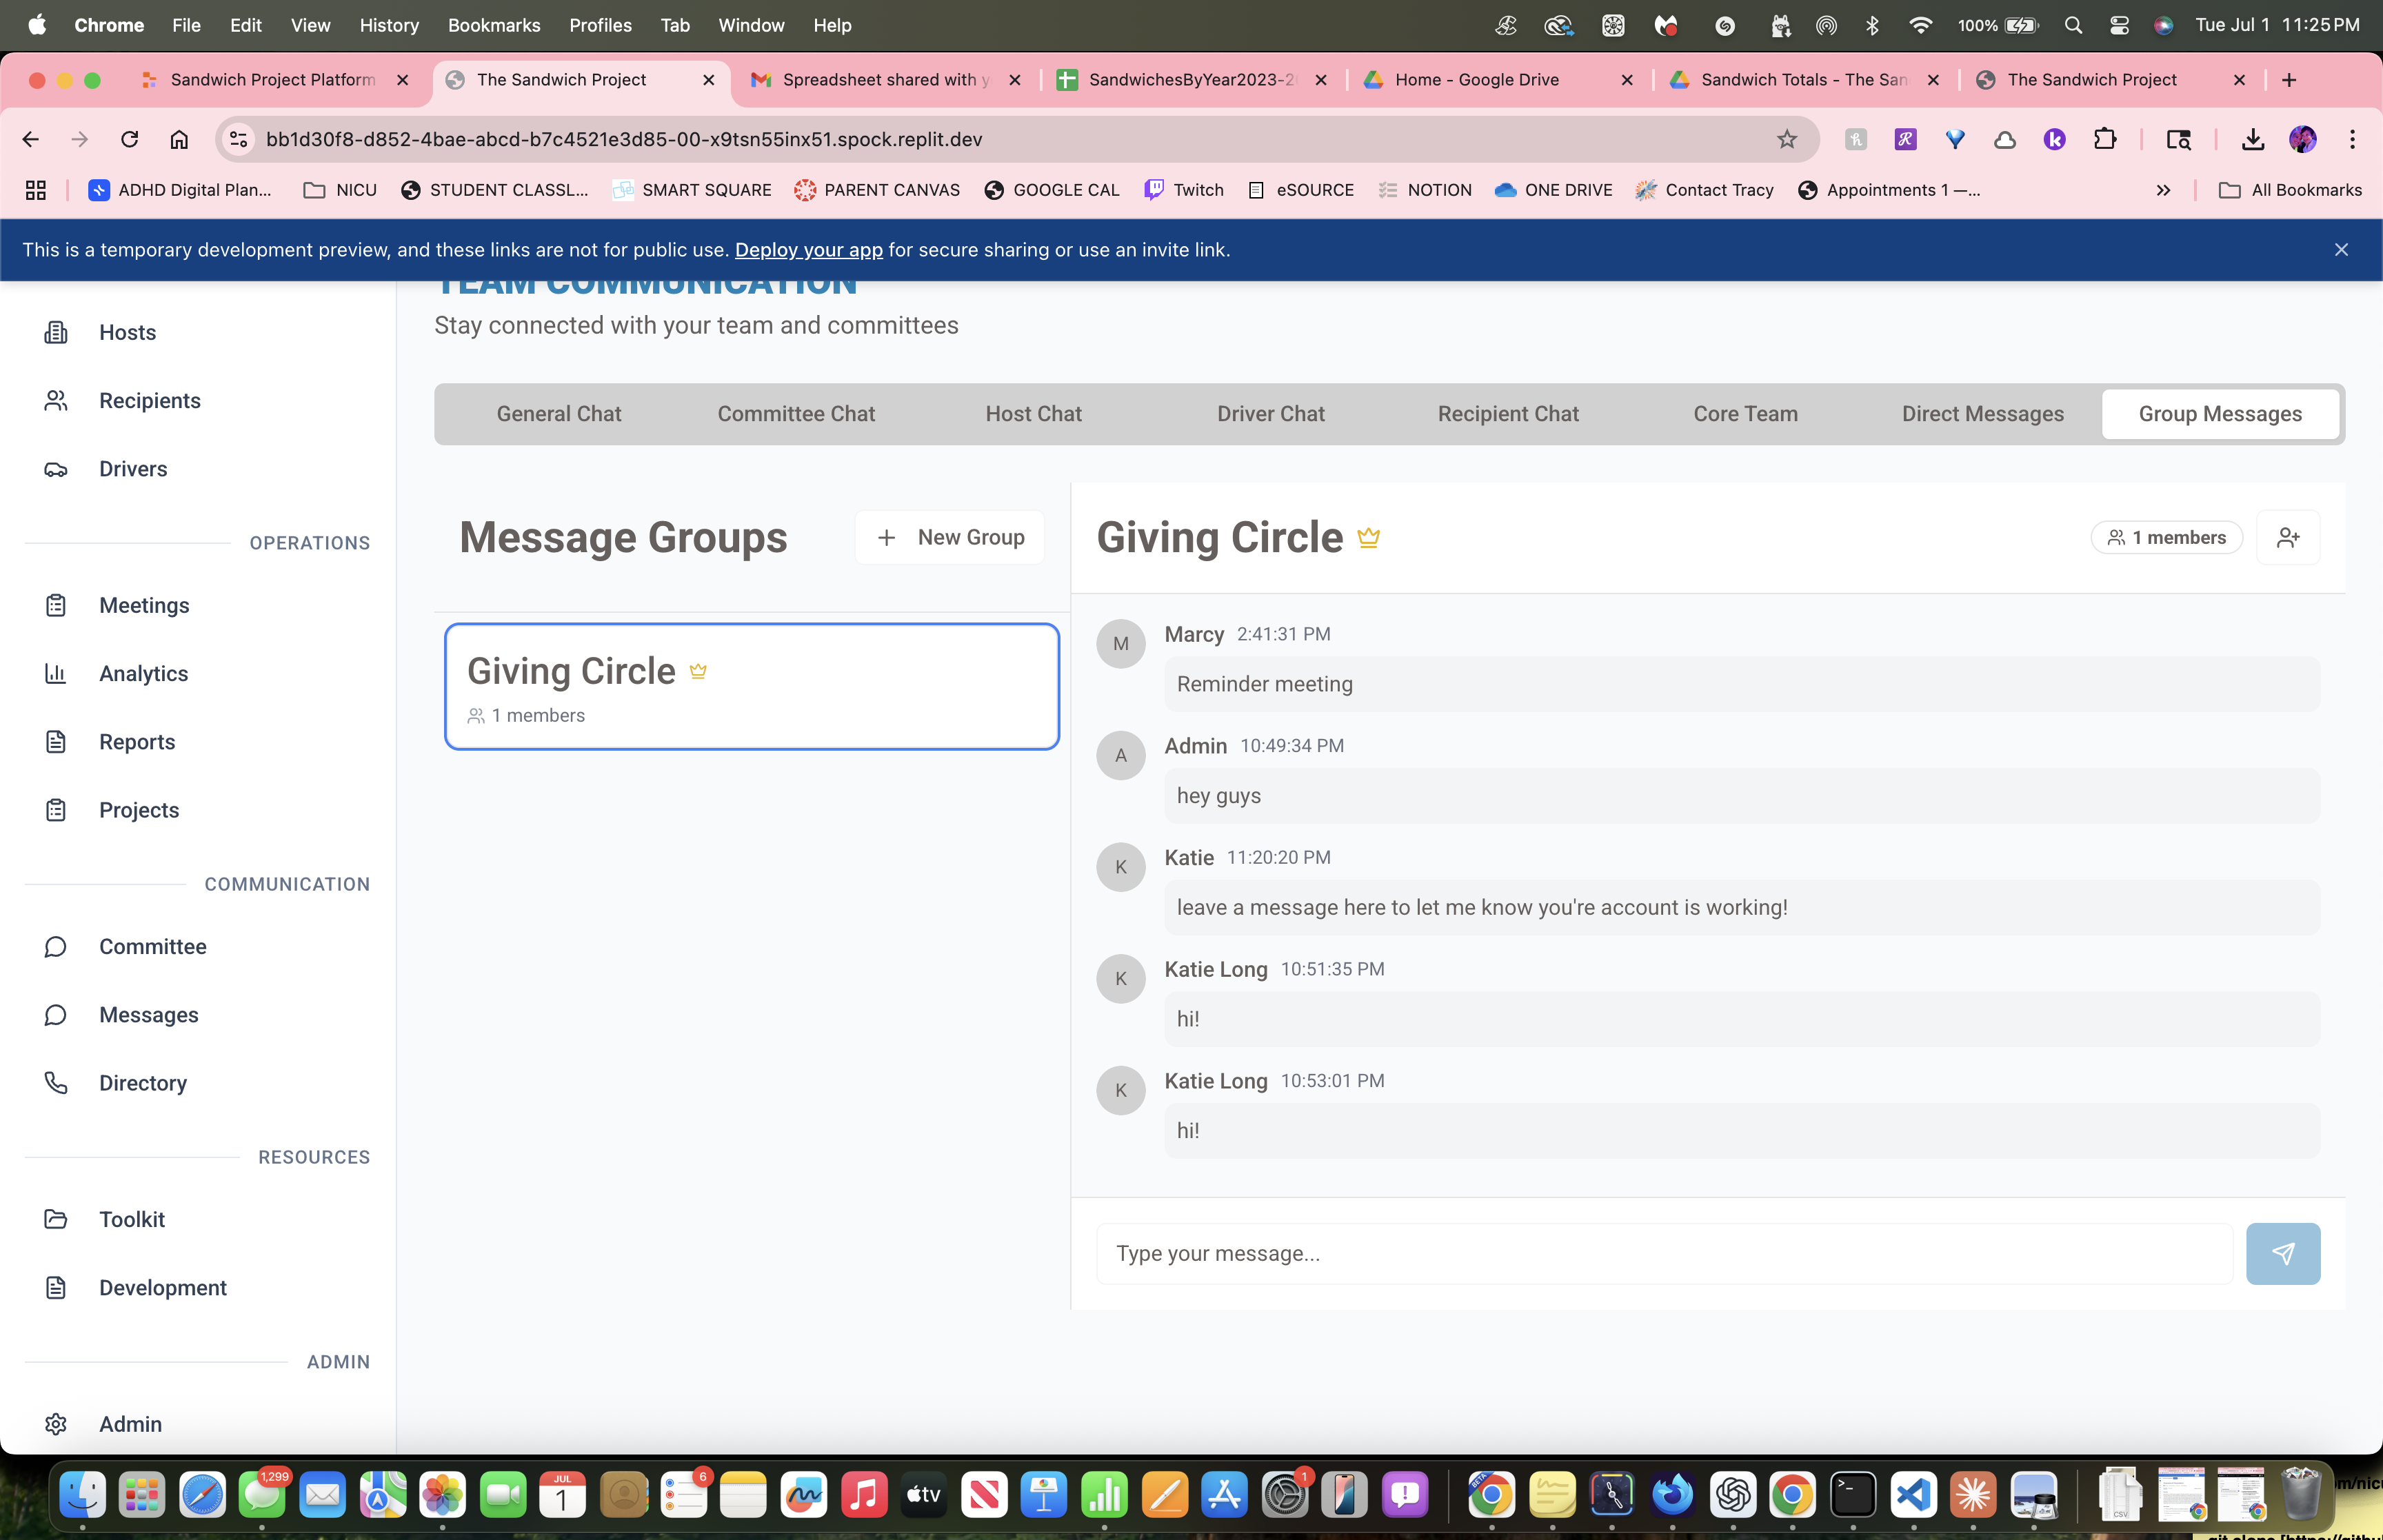 Chrome File Edit View History Bookmarks Profiles Tab Window Help 100% Tue Jul 1 11:25 PM
Sandwich Project Platform The Sandwich Project Spreadsheet shared with y SandwichesByYear2023-2 Home - Google Drive Sandwich Totals - The San The Sandwich Project
bb1d30f8-d852-4bae-abcd-b7c4521e3d85-00-x9tsn55inx51.spock.replit.dev
ADHD Digital Plan... NICU STUDENT CLASSL... SMART SQUARE PARENT CANVAS GOOGLE CAL Twitch eSOURCE NOTION ONE DRIVE Contact Tracy Appointments 1 —... » All Bookmarks
This is a temporary development preview, and these links are not for public use. Deploy your app for secure sharing or use an invite link.
Hosts
Recipients
Drivers
OPERATIONS
Meetings
Analytics
Reports
Projects
COMMUNICATION
Committee
Messages
Directory
RESOURCES
Toolkit
Development
ADMIN
Admin
TEAM COMMUNICATION
Stay connected with your team and committees
General Chat Committee Chat Host Chat Driver Chat Recipient Chat Core Team Direct Messages Group Messages
Message Groups
+ New Group
Giving Circle
1 members
Giving Circle
1 members
M Marcy 2:41:31 PM
Reminder meeting
A Admin 10:49:34 PM
hey guys
K Katie 11:20:20 PM
leave a message here to let me know you're account is working!
K Katie Long 10:51:35 PM
hi!
K Katie Long 10:53:01 PM
hi!
Type your message...
1,299
JUL
1
6
tv
1
BETA
CSV